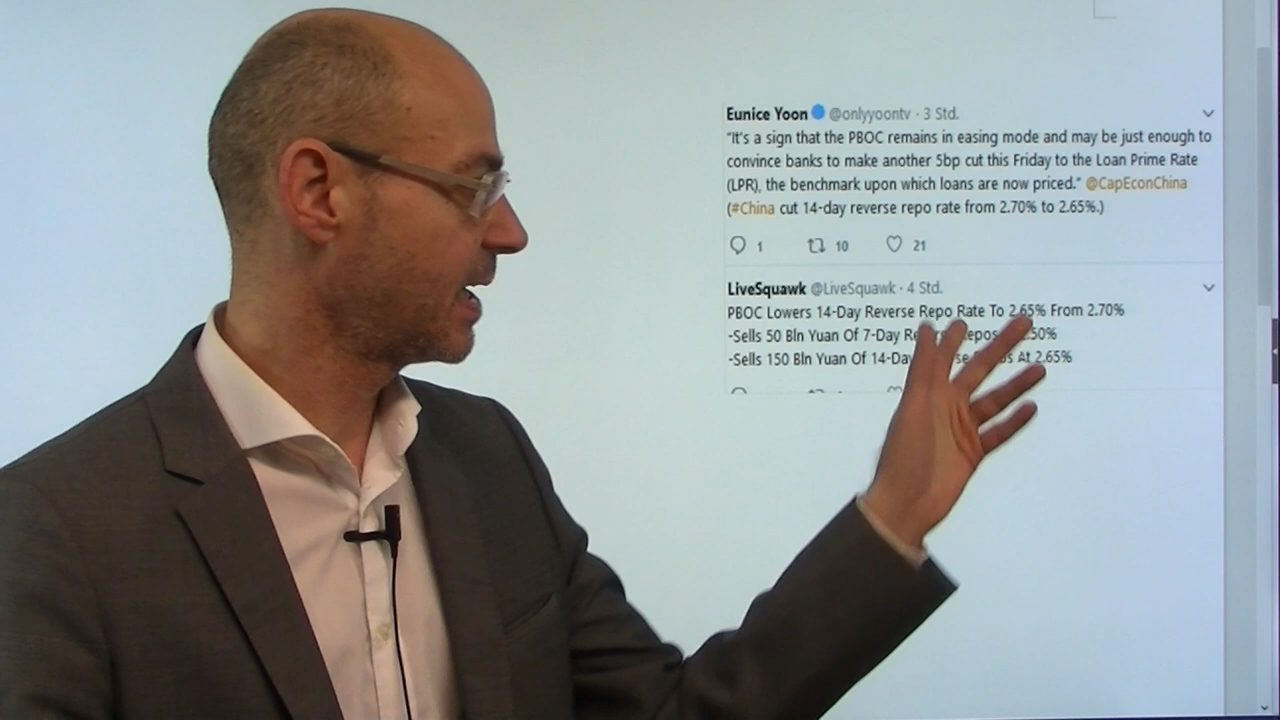 Eunice Yoon @onlyyoontv · 3 Std.
"It's a sign that the PBOC remains in easing mode and may be just enough to
convince banks to make another 5bp cut this Friday to the Loan Prime Rate
(LPR), the benchmark upon which loans are now priced." @CapEconChina
(#China cut 14-day reverse repo rate from 2.70% to 2.65%.)
1 10 21
LiveSquawk @LiveSquawk · 4 Std.
PBOC Lowers 14-Day Reverse Repo Rate To 2.65% From 2.70%
-Sells 50 Bln Yuan Of 7-Day
-Sells 150 Bln Yuan Of 14-Day At 2.65%